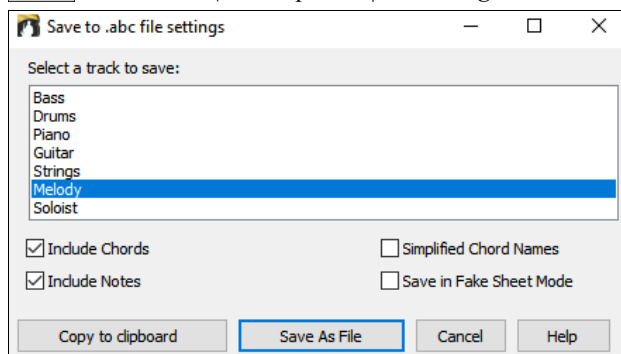 Save to .abc file settings
Select a track to save:
Bass
Drums
Piano
Guitar
Strings
Melody
Soloist
Include Chords
Simplified Chord Names
Include Notes
Save in Fake Sheet Mode
Copy to clipboard
Save As File
Cancel
Help